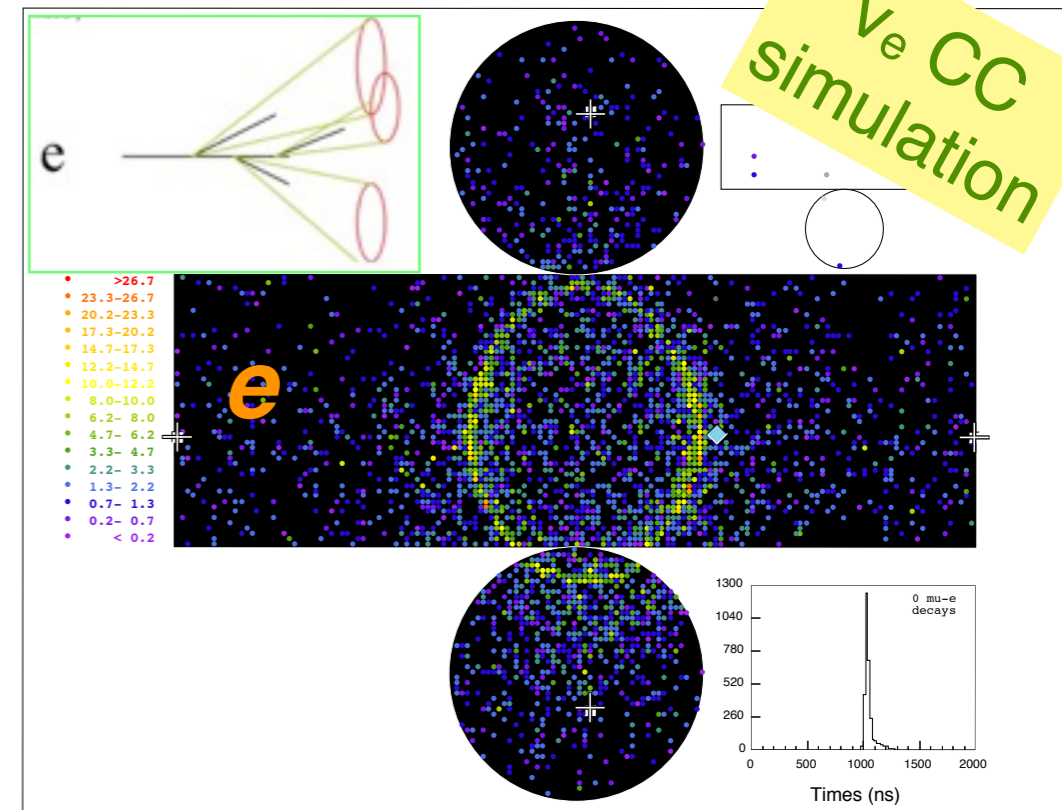 e
νe CC
simulation
>26.7
23.3-26.7
20.2-23.3
17.3-20.2
14.7-17.3
12.2-14.7
10.0-12.2
8.0-10.0
6.2- 8.0
4.7- 6.2
3.3- 4.7
2.2- 3.3
1.3- 2.2
0.7- 1.3
0.2- 0.7
< 0.2
e
1300
1040
780
520
260
0
0 mu-e
decays
0 500 1000 1500 2000
Times (ns)